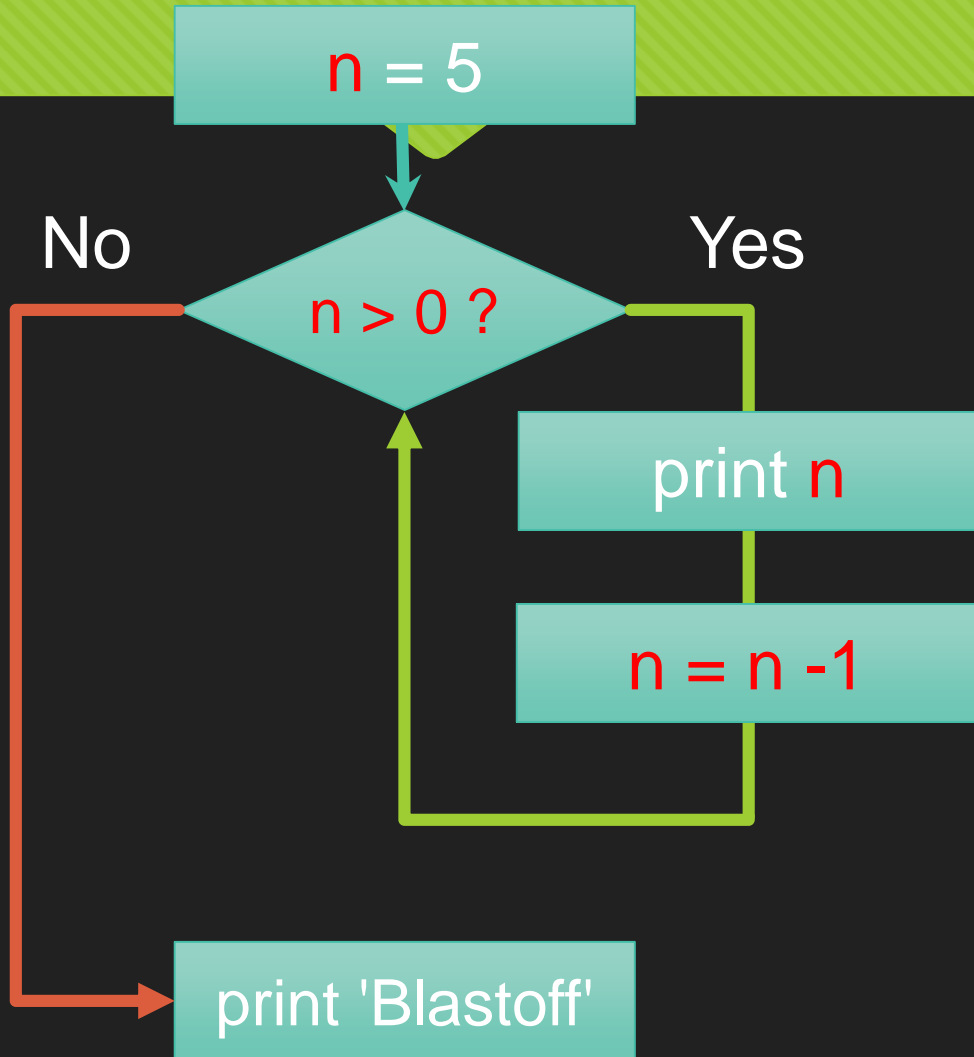 n = 5
No
Yes
n > 0 ?
print n
n = n -1
print 'Blastoff'